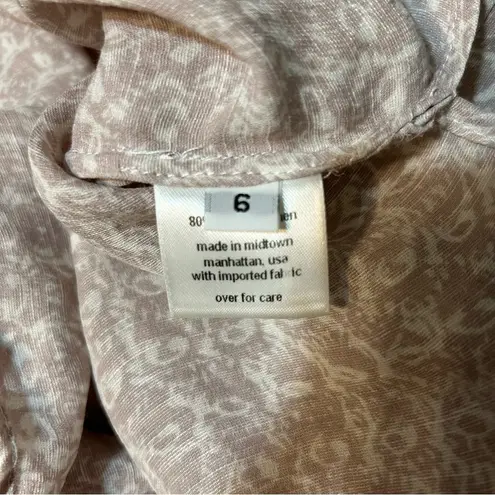 6
80
made in midtown
manhattan, usa
with imported fabric
over for care